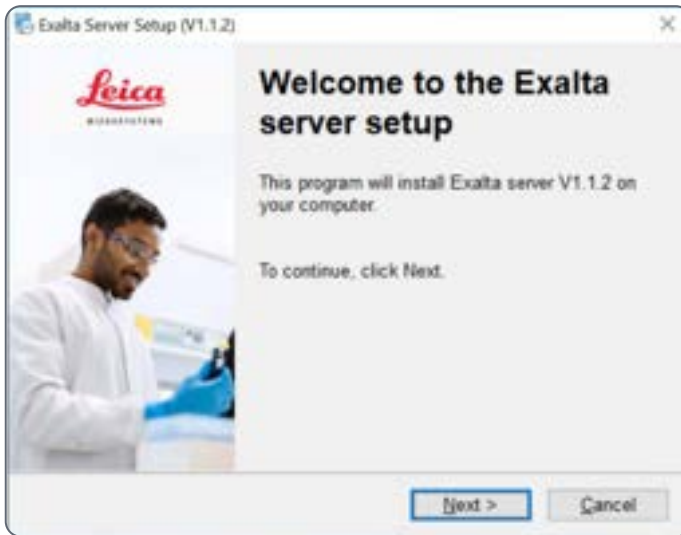 Exalta Server Setup (V1.1.2)
Leica
MICROSYSTEMS
Welcome to the Exalta
server setup
This program will install Exalta server V1.1.2 on
your computer.
To continue, click Next.
Next >
Cancel